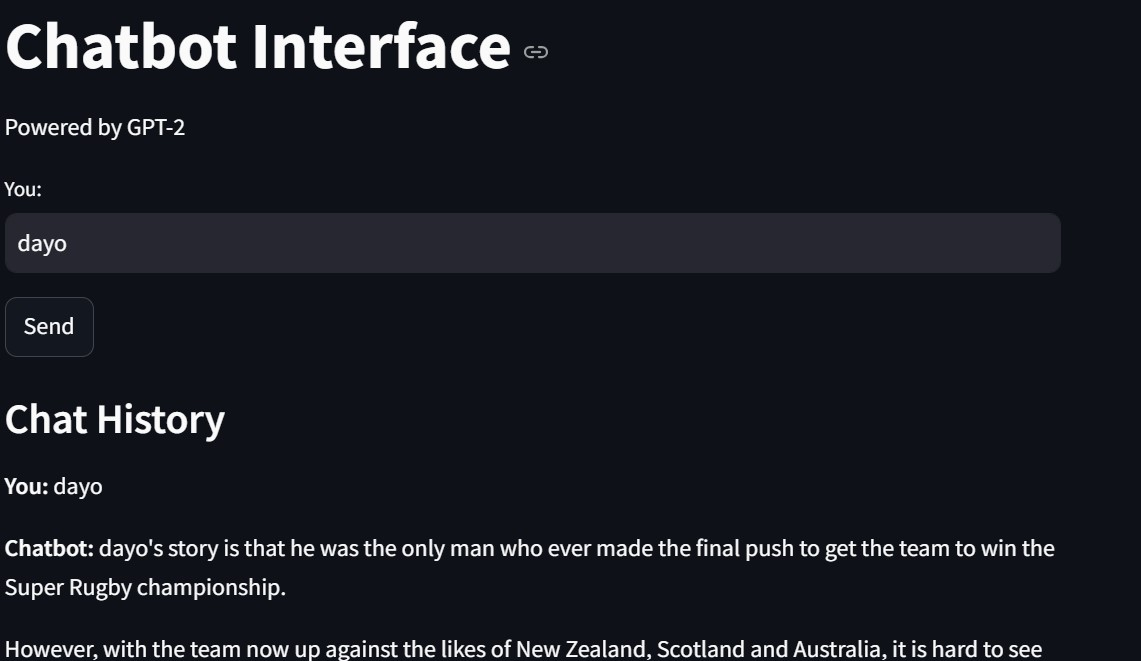 Chatbot Interface
Powered by GPT-2
You:
dayo
Send
Chat History
You: dayo
Chatbot: dayo's story is that he was the only man who ever made the final push to get the team to win the
Super Rugby championship.
However, with the team now up against the likes of New Zealand, Scotland and Australia, it is hard to see